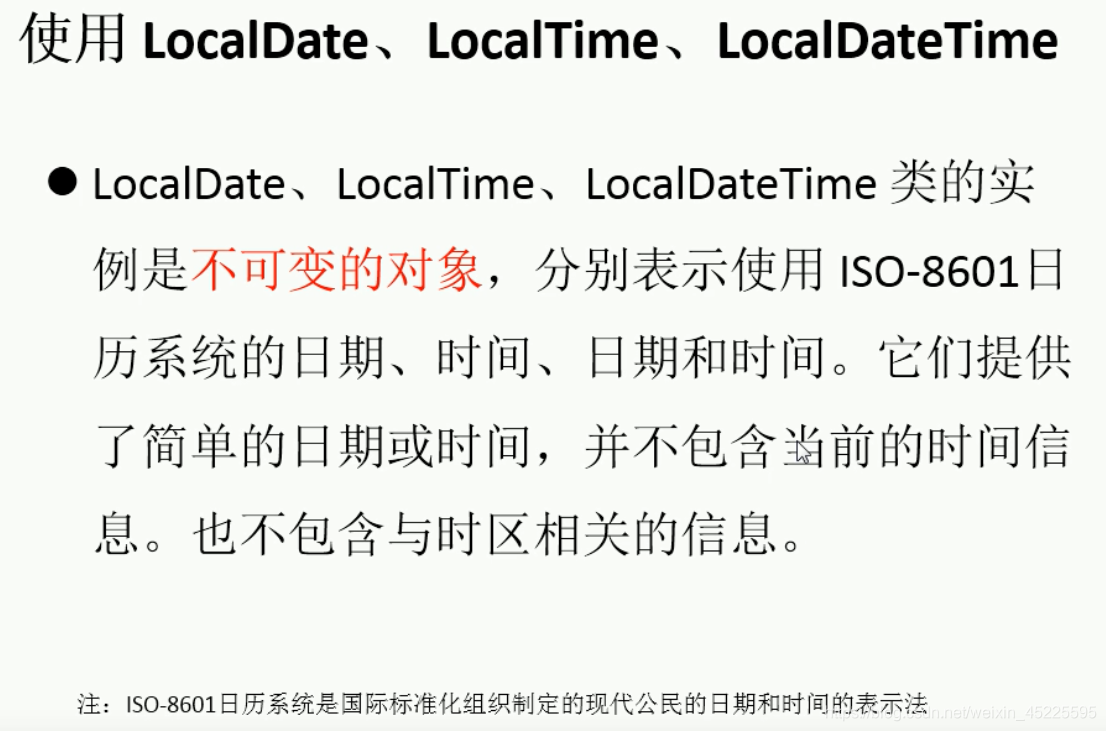 使用 LocalDate、LocalTime、LocalDateTime
● LocalDate、LocalTime、LocalDateTime 类的实
例是不可变的对象，分别表示使用 ISO-8601日
历系统的日期、时间、日期和时间。它们提供
了简单的日期或时间，并不包含当前的时间信
息。也不包含与时区相关的信息。
注：ISO-8601日历系统是国际标准化组织制定的现代公民的日期和时间的表示法
https://blog.csdn.net/weixin_45225595